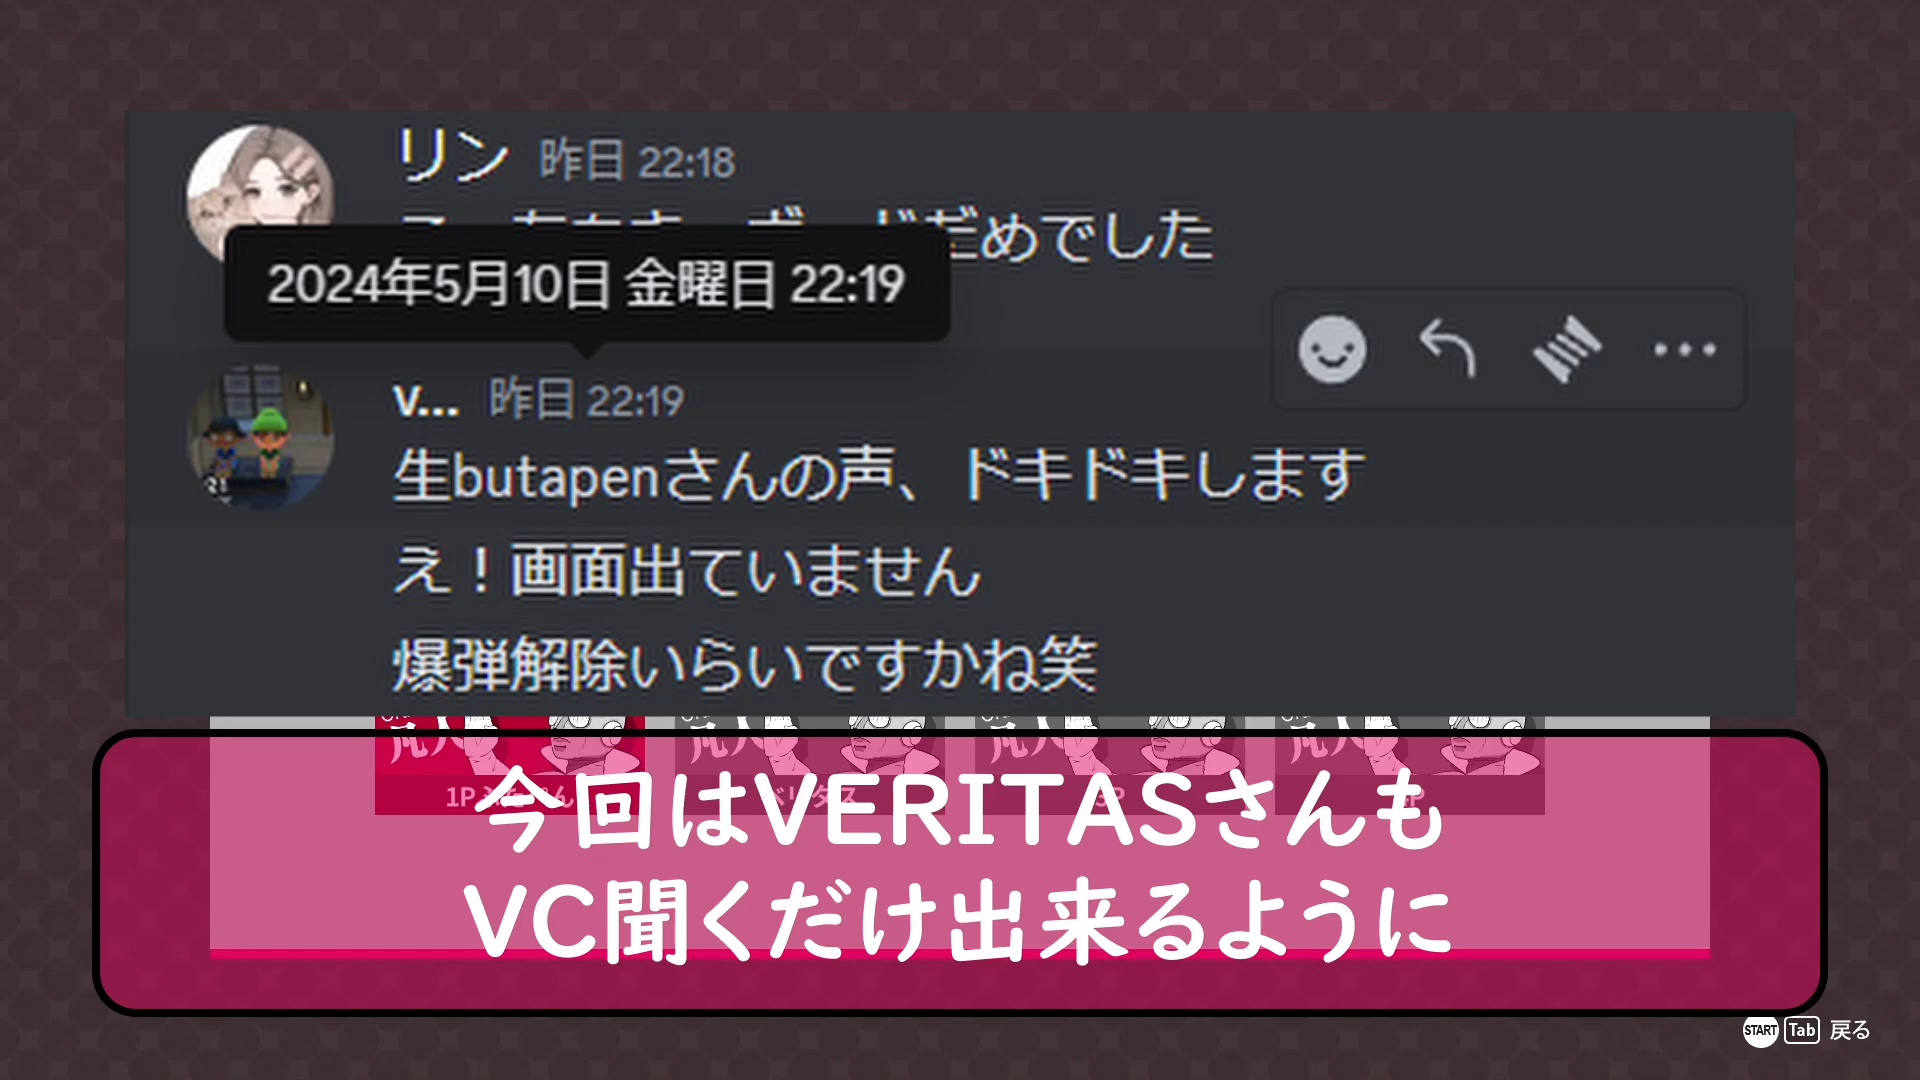 リン 昨日 22:18
だめでした
2024年5月10日 金曜日 22:19
V... 昨日 22:19
生butapenさんの声、ドキドキします
え！画面出ていません
爆弾解除いらいですかね笑
今回はVERITASさんも
VC聞くだけ出来るように
START Tab 戻る